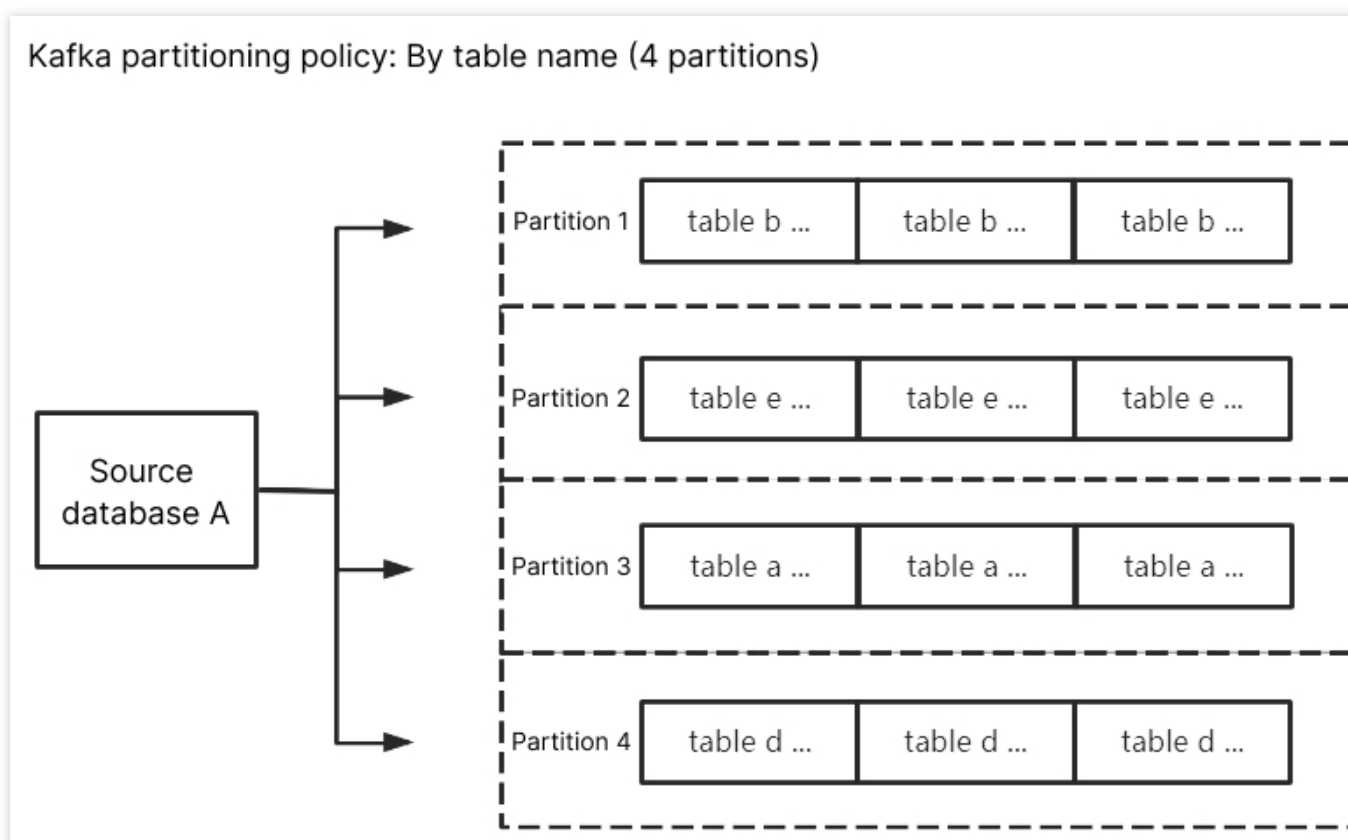 Kafka partitioning policy: By table name (4 partitions)
Partition 1 table b ... table b ... table b ...
Partition 2 table e ... table e ... table e ...
Source
database A
Partition 3 table a ... table a ... table a ...
Partition 4 table d ... table d ... table d ...